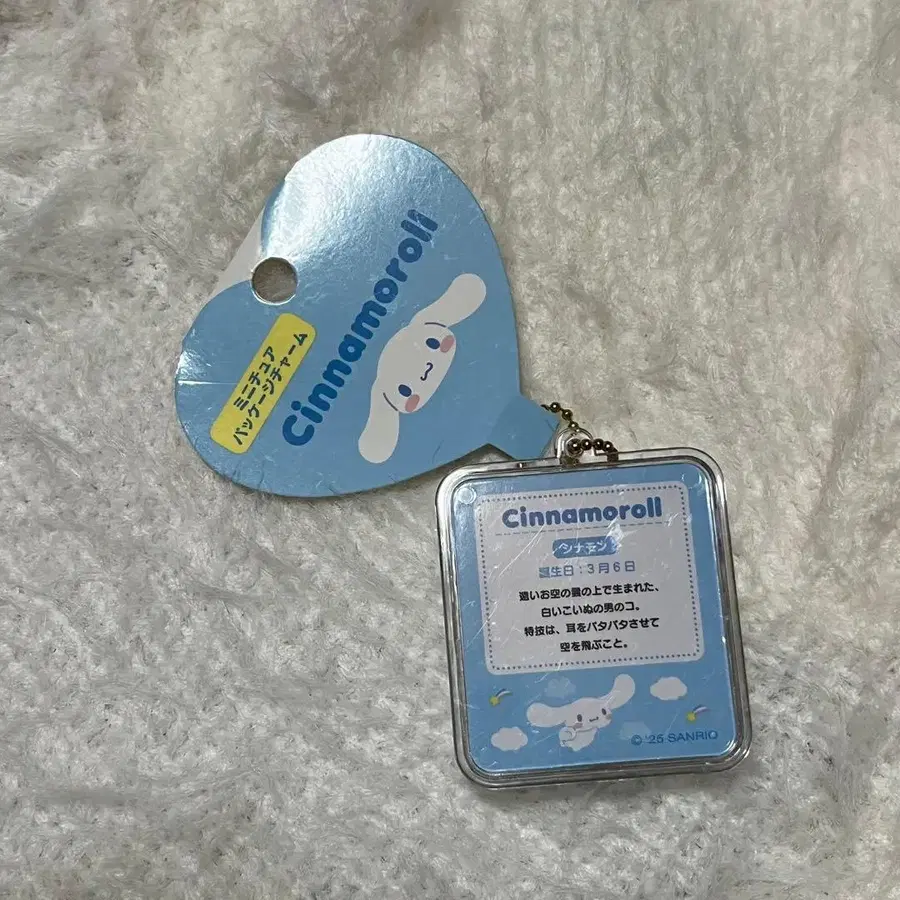 ミニチュア
パッケージチャーム
Cinnamoroll
Cinnamoroll
シナモン
誕生日:3月6日
遠いお空の雲の上で生まれた、
白いこいぬの男のコ。
特技は、耳をパタパタさせて
空を飛ぶこと。
© '25 SANRIO